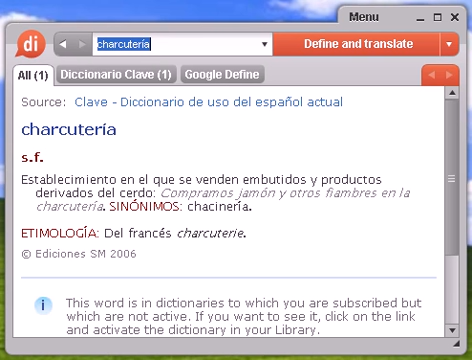 Menu
di charcutería Define and translate
All (1) Diccionario Clave (1) Google Define
Source: Clave - Diccionario de uso del español actual
charcutería
s.f.
Establecimiento en el que se venden embutidos y productos
derivados del cerdo: Compramos jamón y otros fiambres en la
charcutería. SINÓNIMOS: chacinería.
ETIMOLOGÍA: Del francés charcuterie.
© Ediciones SM 2006
i This word is in dictionaries to which you are subscribed but
which are not active. If you want to see it, click on the link
and activate the dictionary in your Library.